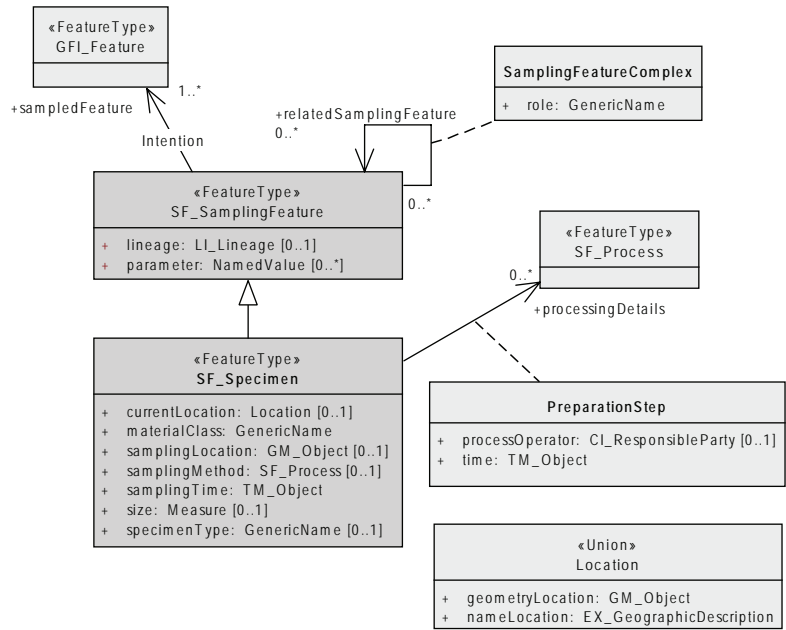 «FeatureType»
GFI_Feature
1..*
+sampledFeature
Intention
SamplingFeatureComplex
+ role: GenericName
+relatedSamplingFeature
0..*
0..*
«FeatureType»
SF_SamplingFeature
+ lineage: LI_Lineage [0..1]
+ parameter: NamedValue [0..*]
«FeatureType»
SF_Process
0..*
+processingDetails
«FeatureType»
SF_Specimen
+ currentLocation: Location [0..1]
+ materialClass: GenericName
+ samplingLocation: GM_Object [0..1]
+ samplingMethod: SF_Process [0..1]
+ samplingTime: TM_Object
+ size: Measure [0..1]
+ specimenType: GenericName [0..1]
PreparationStep
+ processOperator: CI_ResponsibleParty [0..1]
+ time: TM_Object
«Union»
Location
+ geometryLocation: GM_Object
+ nameLocation: EX_GeographicDescription